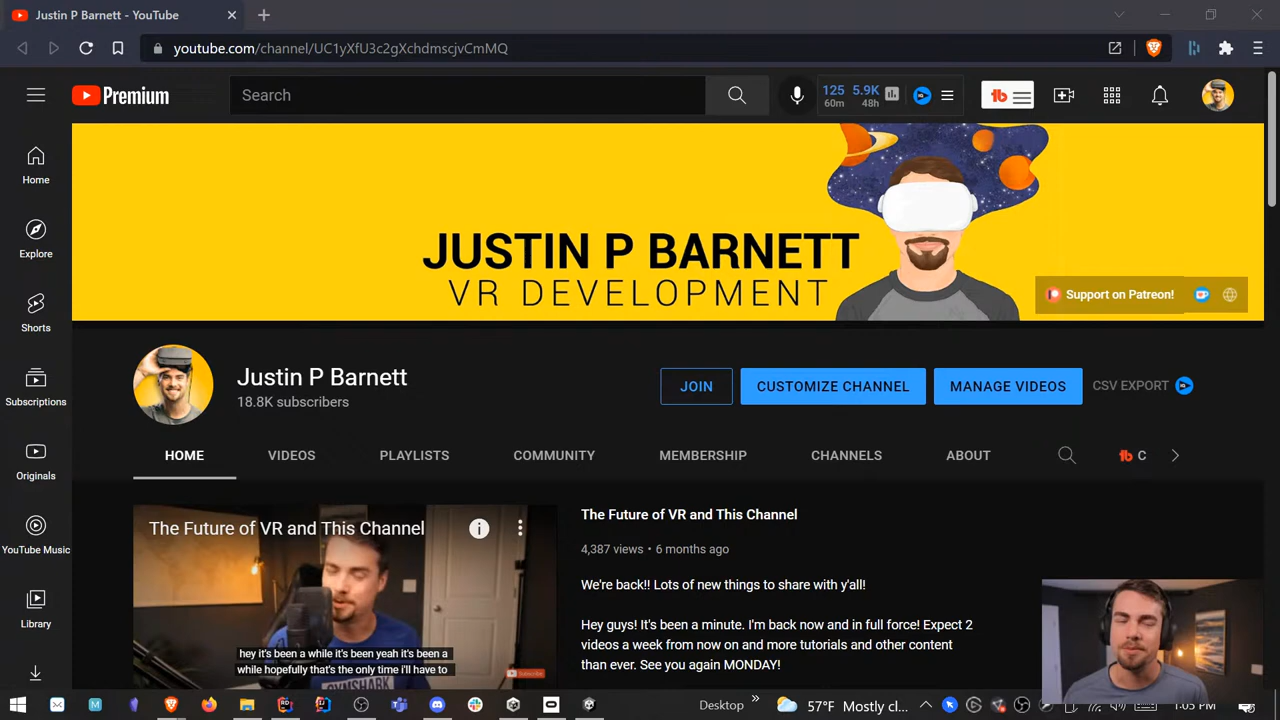 Justin P Barnett - YouTube
youtube.com/channel/UC1yXfU3c2gXchdmscjvCmMQ
Premium
Search
125 5.9K
60m 48h
JUSTIN P BARNETT
VR DEVELOPMENT
Support on Patreon!
Home
Explore
Shorts
Subscriptions
Originals
YouTube Music
Library
Justin P Barnett
18.8K subscribers
JOIN
CUSTOMIZE CHANNEL
MANAGE VIDEOS
CSV EXPORT
HOME
VIDEOS
PLAYLISTS
COMMUNITY
MEMBERSHIP
CHANNELS
ABOUT
C
The Future of VR and This Channel
hey it's been a while it's been yeah it's been a
while hopefully that's the only time i'll have to
Subscribe
GYMSHARK
The Future of VR and This Channel
4,387 views • 6 months ago
We're back!! Lots of new things to share with y'all!
Hey guys! It's been a minute. I'm back now and in full force! Expect 2
videos a week from now on and more tutorials and other content
than ever. See you again MONDAY!
Desktop
57°F Mostly cl...
1:05 PM